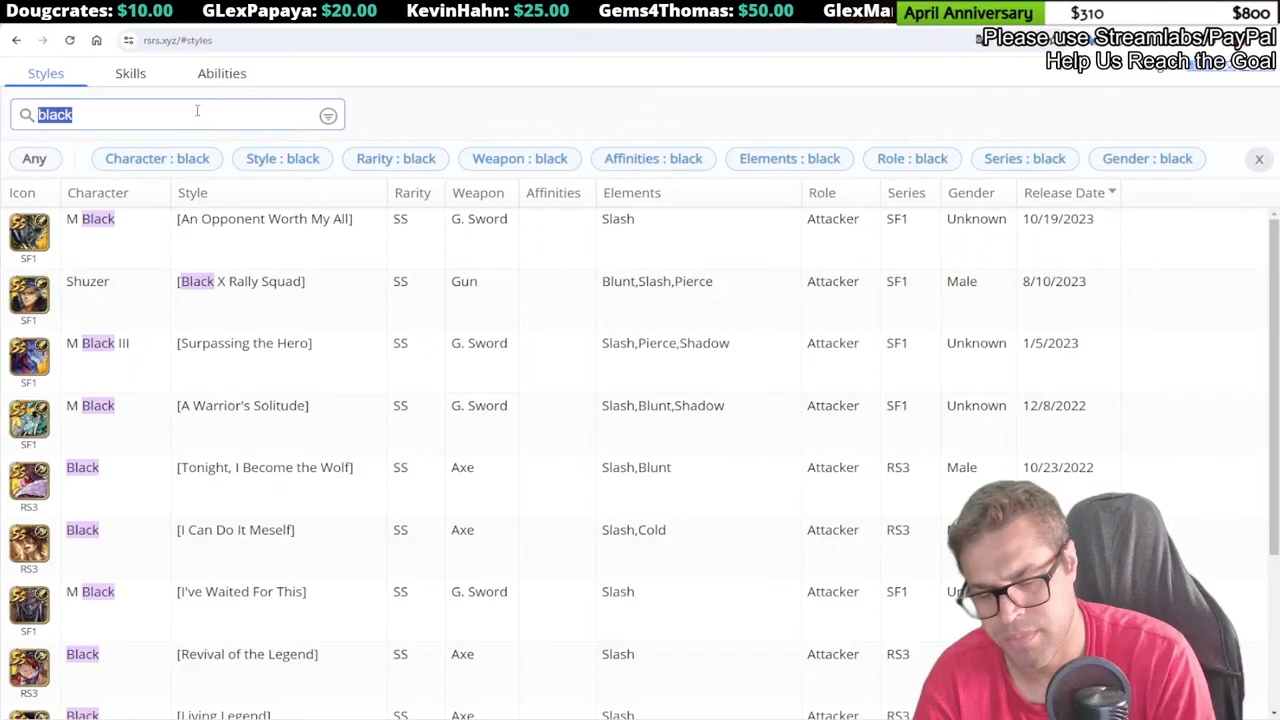 Dougcrates: $10.00 GLexPapaya: $20.00 KevinHahn: $25.00 Gems4Thomas: $50.00
April Anniversary $310 $800
Please use Streamlabs/PayPal
Help Us Reach the Goal
rsrs.xyz/#styles
Styles Skills Abilities
black
Any Character : black Style : black Rarity : black Weapon : black Affinities : black Elements : black Role : black Series : black Gender : black X
Icon Character Style Rarity Weapon Affinities Elements Role Series Gender Release Date
M Black [An Opponent Worth My All] SS G. Sword Slash Attacker SF1 Unknown 10/19/2023
SF1
Shuzer [Black X Rally Squad] SS Gun Blunt,Slash,Pierce Attacker SF1 Male 8/10/2023
SF1
M Black III [Surpassing the Hero] SS G. Sword Slash,Pierce,Shadow Attacker SF1 Unknown 1/5/2023
SF1
M Black [A Warrior's Solitude] SS G. Sword Slash,Blunt,Shadow Attacker SF1 Unknown 12/8/2022
SF1
Black [Tonight, I Become the Wolf] SS Axe Slash,Blunt Attacker RS3 Male 10/23/2022
RS3
Black [I Can Do It Meself] SS Axe Slash,Cold Attacker RS3
RS3
M Black [I've Waited For This] SS G. Sword Slash Attacker SF1
SF1
Black [Revival of the Legend] SS Axe Slash Attacker RS3
RS3
Black [Living Legend] SS Axe Slash Attacker RS3